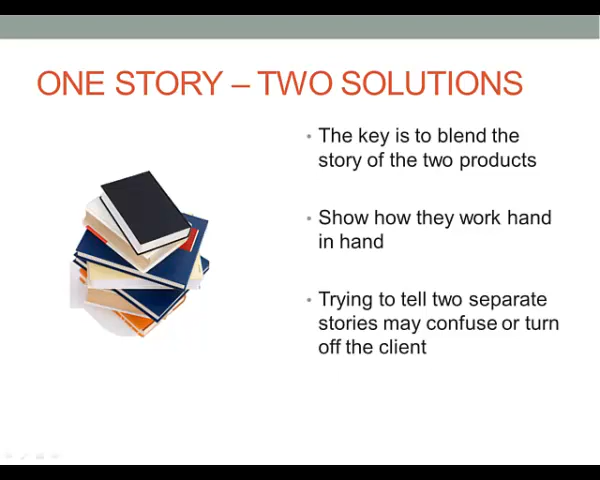 ONE STORY – TWO SOLUTIONS
• The key is to blend the
story of the two products
• Show how they work hand
in hand
• Trying to tell two separate
stories may confuse or turn
off the client